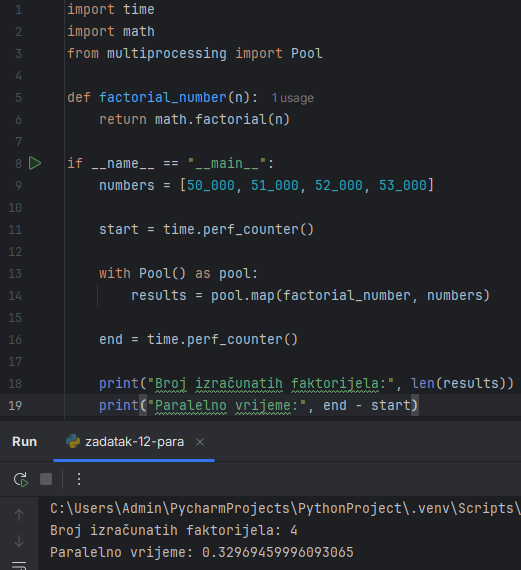 1 import time
2 import math
3 from multiprocessing import Pool
4
5 def factorial_number(n): 1 usage
6     return math.factorial(n)
7
8 if __name__ == "__main__":
9     numbers = [50_000, 51_000, 52_000, 53_000]
10
11     start = time.perf_counter()
12
13     with Pool() as pool:
14         results = pool.map(factorial_number, numbers)
15
16     end = time.perf_counter()
17
18     print("Broj izračunatih faktorijela:", len(results))
19     print("Paralelno vrijeme:", end - start)
Run zadatak-12-para
C:\Users\Admin\PycharmProjects\PythonProject\.venv\Scripts\
Broj izračunatih faktorijela: 4
Paralelno vrijeme: 0.32969459996093065